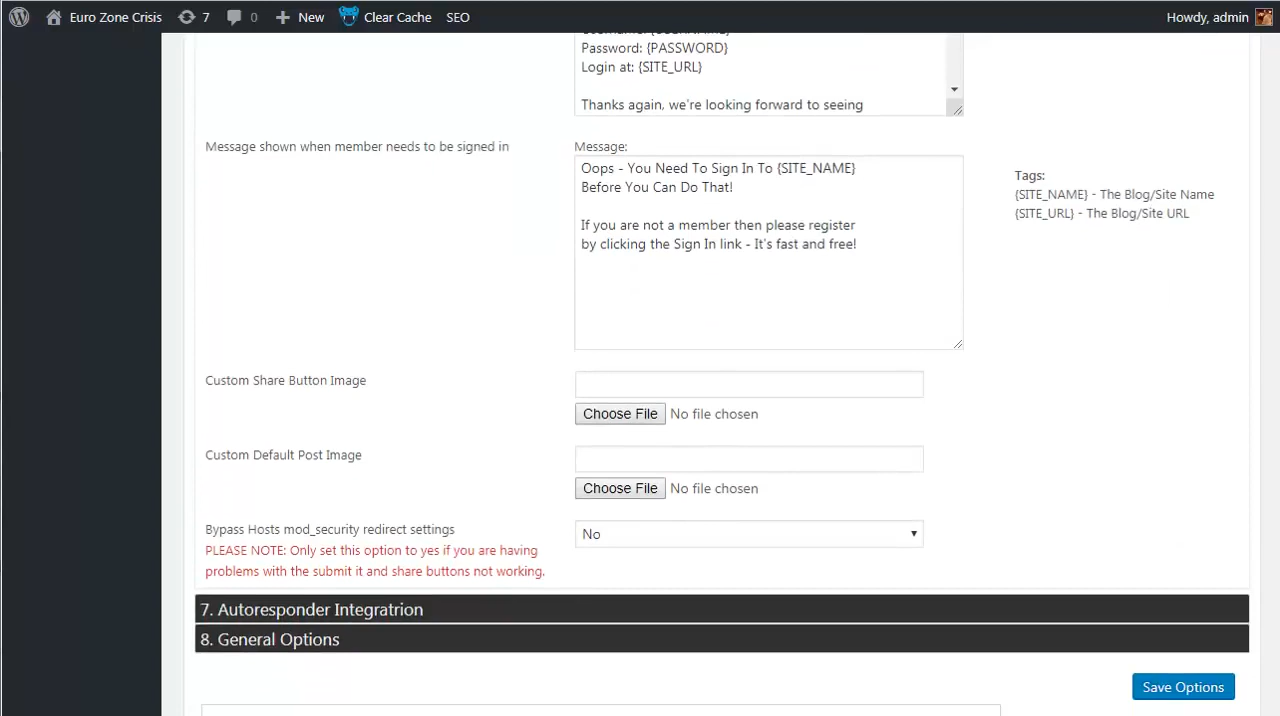 Euro Zone Crisis 7 0 New Clear Cache SEO Howdy, admin
Password: {PASSWORD}
Login at: {SITE_URL}
Thanks again, we're looking forward to seeing
Message shown when member needs to be signed in
Message:
Oops - You Need To Sign In To {SITE_NAME}
Before You Can Do That!
If you are not a member then please register
by clicking the Sign In link - It's fast and free!
Tags:
{SITE_NAME} - The Blog/Site Name
{SITE_URL} - The Blog/Site URL
Custom Share Button Image
Choose File No file chosen
Custom Default Post Image
Choose File No file chosen
Bypass Hosts mod_security redirect settings
No
PLEASE NOTE: Only set this option to yes if you are having
problems with the submit it and share buttons not working.
7. Autoresponder Integratrion
8. General Options
Save Options